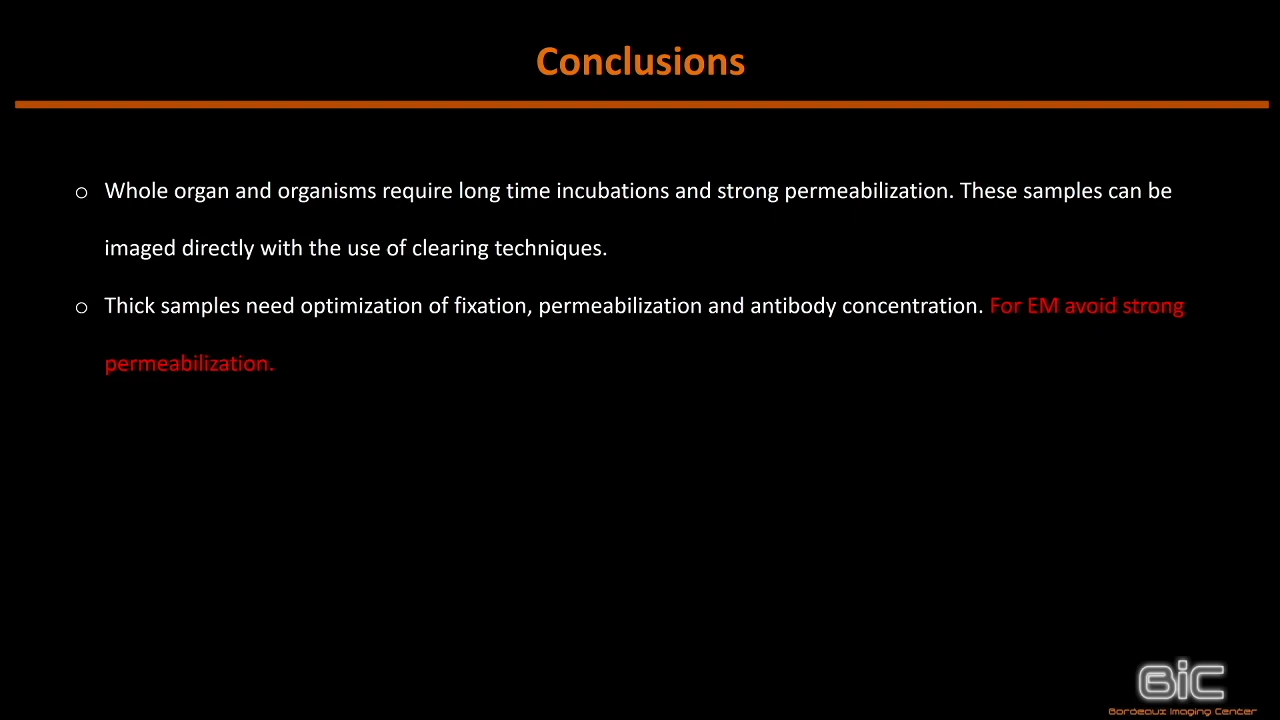 Conclusions
o Whole organ and organisms require long time incubations and strong permeabilization. These samples can be
imaged directly with the use of clearing techniques.
o Thick samples need optimization of fixation, permeabilization and antibody concentration. For EM avoid strong
permeabilization.
BiC
Bordeaux Imaging Center